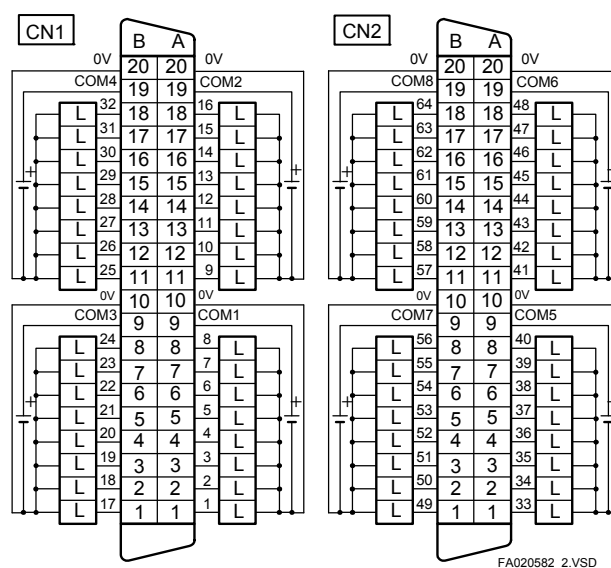 CN1
B A
0V 20 20 0V
COM4 19 19 COM2
L 32 18 18 16 L
L 31 17 17 15 L
L 30 16 16 14 L
L 29 15 15 13 L
L 28 14 14 12 L
L 27 13 13 11 L
L 26 12 12 10 L
L 25 11 11 9 L
0V 10 10 0V
COM3 9 9 COM1
L 24 8 8 8 L
L 23 7 7 7 L
L 22 6 6 6 L
L 21 5 5 5 L
L 20 4 4 4 L
L 19 3 3 3 L
L 18 2 2 2 L
L 17 1 1 1 L
CN2
B A
0V 20 20 0V
COM8 19 19 COM6
L 64 18 18 48 L
L 63 17 17 47 L
L 62 16 16 46 L
L 61 15 15 45 L
L 60 14 14 44 L
L 59 13 13 43 L
L 58 12 12 42 L
L 57 11 11 41 L
0V 10 10 0V
COM7 9 9 COM5
L 56 8 8 40 L
L 55 7 7 39 L
L 54 6 6 38 L
L 53 5 5 37 L
L 52 4 4 36 L
L 51 3 3 35 L
L 50 2 2 34 L
L 49 1 1 33 L
FA020582_2.VSD